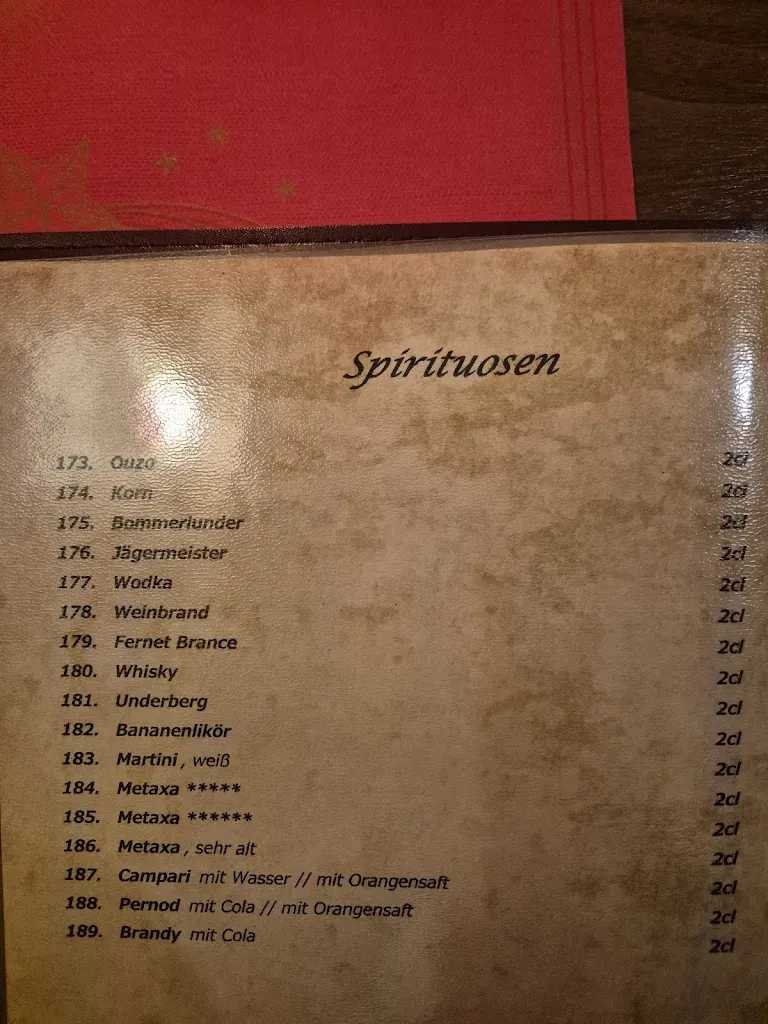 Spirituosen
173. Ouzo 2cl
174. Korn 2cl
175. Bommerlunder 2cl
176. Jägermeister 2cl
177. Wodka 2cl
178. Weinbrand 2cl
179. Fernet Brance 2cl
180. Whisky 2cl
181. Underberg 2cl
182. Bananenlikör 2cl
183. Martini, weiß 2cl
184. Metaxa ***** 2cl
185. Metaxa ****** 2cl
186. Metaxa, sehr alt 2cl
187. Campari mit Wasser // mit Orangensaft 2cl
188. Pernod mit Cola // mit Orangensaft 2cl
189. Brandy mit Cola 2cl